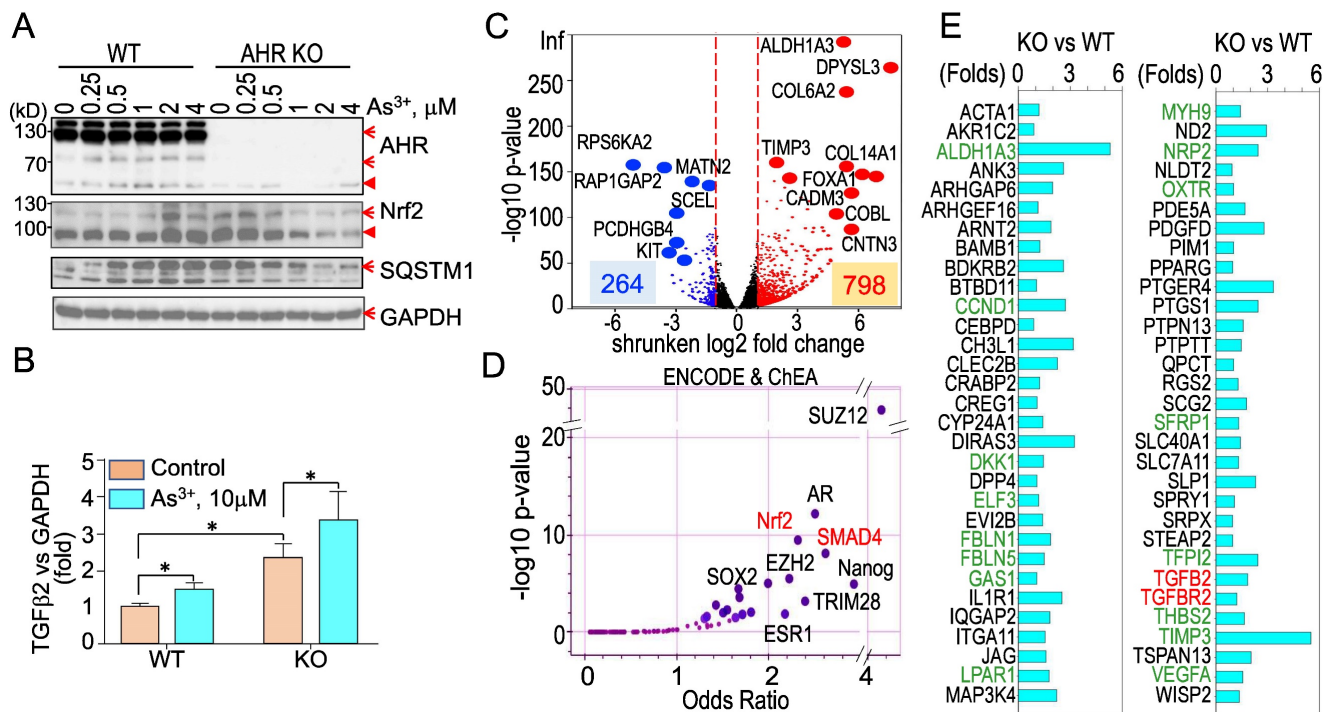 A
WT
AHR KO
0 0.25 0.5 1 2 4 0 0.25 0.5 1 2 4
As3+, µM
(kD)
130
AHR
70
130
Nrf2
100
SQSTM1
GAPDH
B
Control
As3+, 10µM
TGFβ2 vs GAPDH
(fold)
5
4
3
2
1
0
*
*
*
WT
KO
C
-log10 p-value
Inf
250
200
150
100
50
0
ALDH1A3
DPYSL3
COL6A2
RPS6KA2
TIMP3
COL14A1
MATN2
RAP1GAP2
FOXA1
SCEL
CADM3
PCDHGB4
COBL
KIT
CNTN3
264
798
-6 -3 0 3 6
shrunken log2 fold change
D
ENCODE & ChEA
-log10 p-value
50
20
10
0
SUZ12
AR
Nrf2
SMAD4
EZH2
SOX2
Nanog
TRIM28
ESR1
0 1 2 4
Odds Ratio
E
KO vs WT
(Folds) 0 3 6
ACTA1
AKR1C2
ALDH1A3
ANK3
ARHGAP6
ARHGEF16
ARNT2
BAMB1
BDKRB2
BTBD11
CCND1
CEBPD
CH3L1
CLEC2B
CRABP2
CREG1
CYP24A1
DIRAS3
DKK1
DPP4
ELF3
EVI2B
FBLN1
FBLN5
GAS1
IL1R1
IQGAP2
ITGA11
JAG
LPAR1
MAP3K4
KO vs WT
(Folds) 0 3 6
MYH9
ND2
NRP2
NLDT2
OXTR
PDE5A
PDGFD
PIM1
PPARG
PTGER4
PTGS1
PTPN13
PTPTT
QPCT
RGS2
SCG2
SFRP1
SLC40A1
SLC7A11
SLP1
SPRY1
SRPX
STEAP2
TFPI2
TGFB2
TGFBR2
THBS2
TIMP3
TSPAN13
VEGFA
WISP2